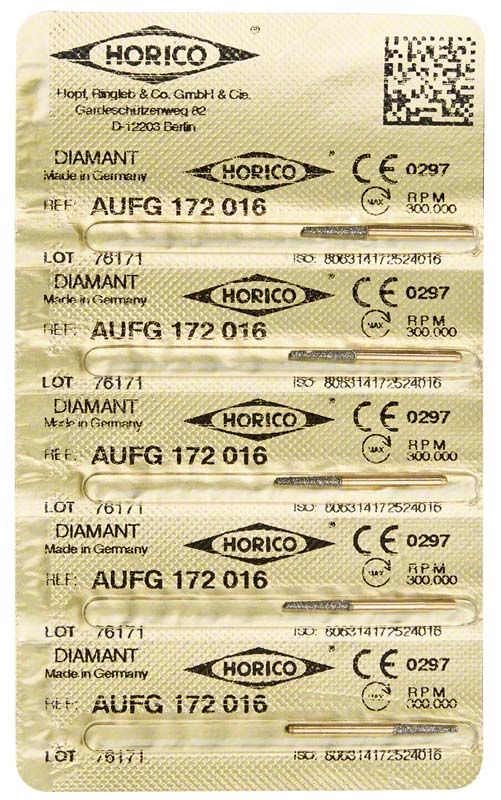 HORICO ®
Hopf, Ringleb & Co. GmbH & Cie.
Gardeschützenweg 82
D-12203 Berlin
DIAMANT HORICO ® CE 0297
Made in Germany
REF: AUFG 172 016 MAX RPM 300.000
LOT 76171 ISO: 806314172524016
DIAMANT HORICO ® CE 0297
Made in Germany
REF: AUFG 172 016 MAX RPM 300.000
LOT 76171 ISO: 806314172524016
DIAMANT HORICO ® CE 0297
Made in Germany
REF: AUFG 172 016 MAX RPM 300.000
LOT 76171 ISO: 806314172524016
DIAMANT HORICO ® CE 0297
Made in Germany
REF: AUFG 172 016 MAX RPM 300.000
LOT 76171 ISO: 806314172524016
DIAMANT HORICO ® CE 0297
Made in Germany
REF: AUFG 172 016 MAX RPM 300.000
LOT 76171 ISO: 806314172524016